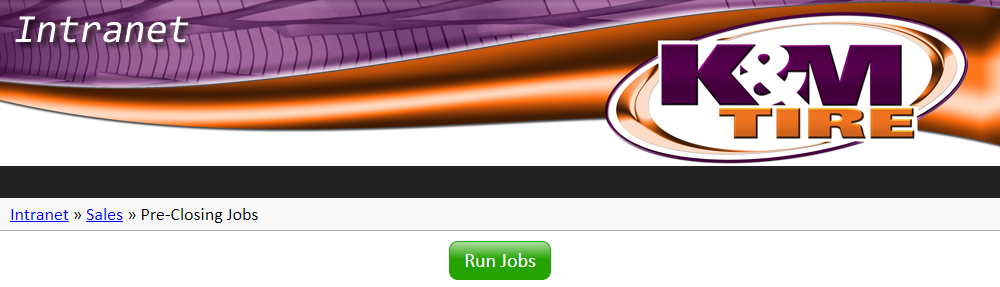 Intranet
K&M
TIRE
Intranet » Sales » Pre-Closing Jobs
Run Jobs